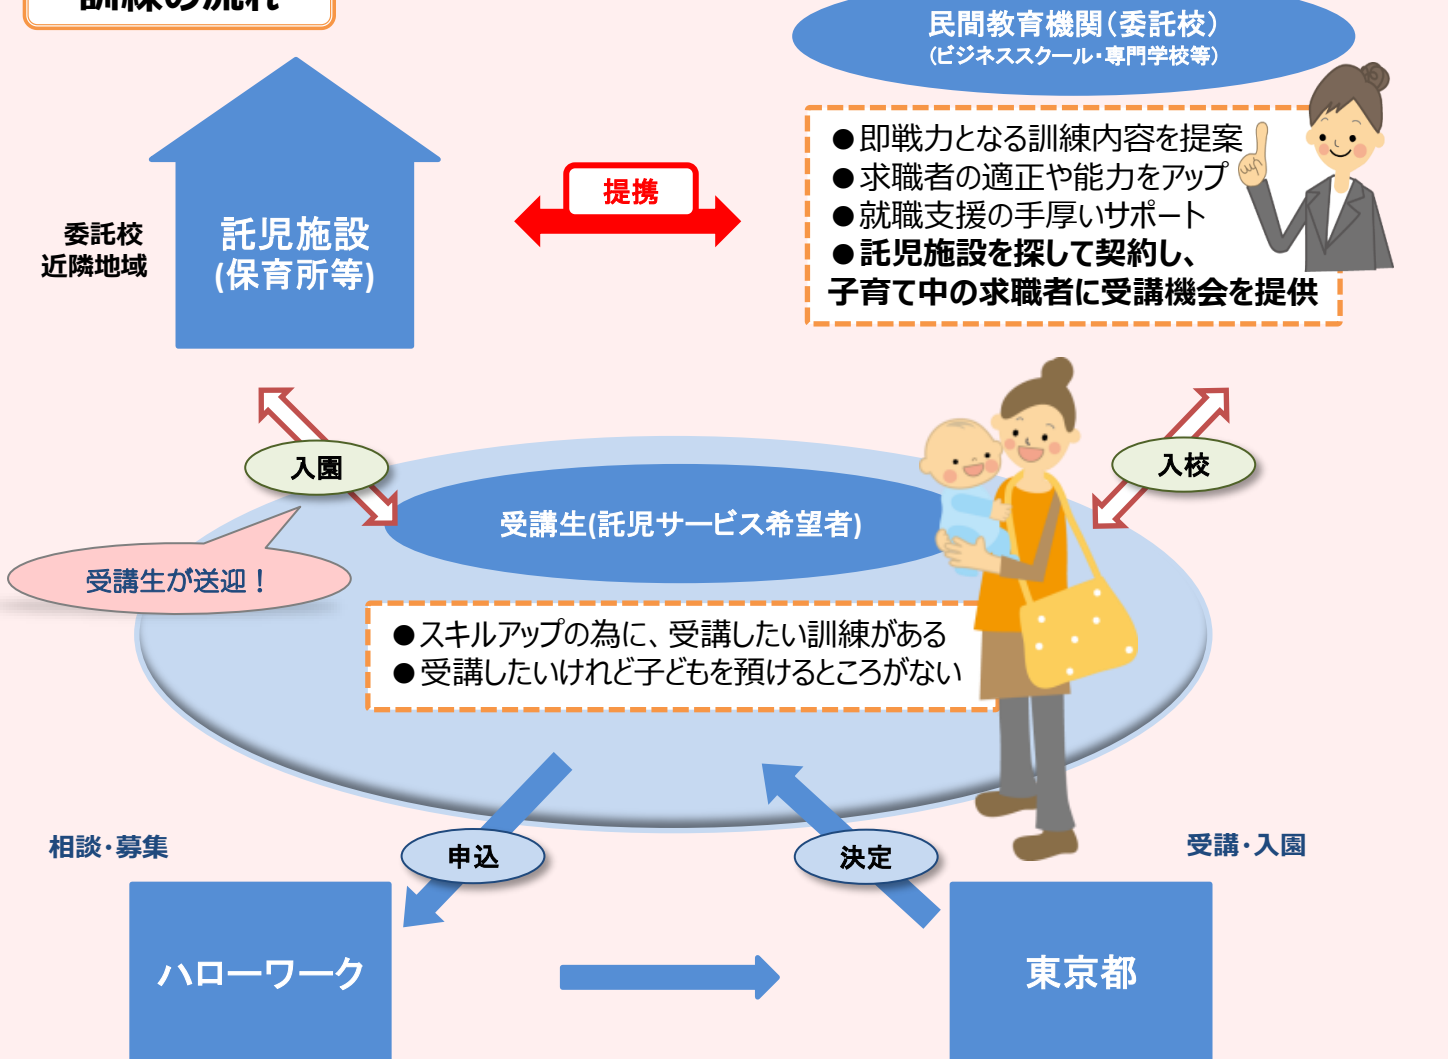 訓練の流れ
民間教育機関(委託校)
(ビジネススクール・専門学校等)
●即戦力となる訓練内容を提案
●求職者の適正や能力をアップ
●就職支援の手厚いサポート
●託児施設を探して契約し、
子育て中の求職者に受講機会を提供
提携
委託校
近隣地域
託児施設
(保育所等)
入園
入校
受講生(託児サービス希望者)
受講生が送迎！
●スキルアップの為に、受講したい訓練がある
●受講したいけれど子どもを預けるところがない
相談・募集
申込
決定
受講・入園
ハローワーク
東京都